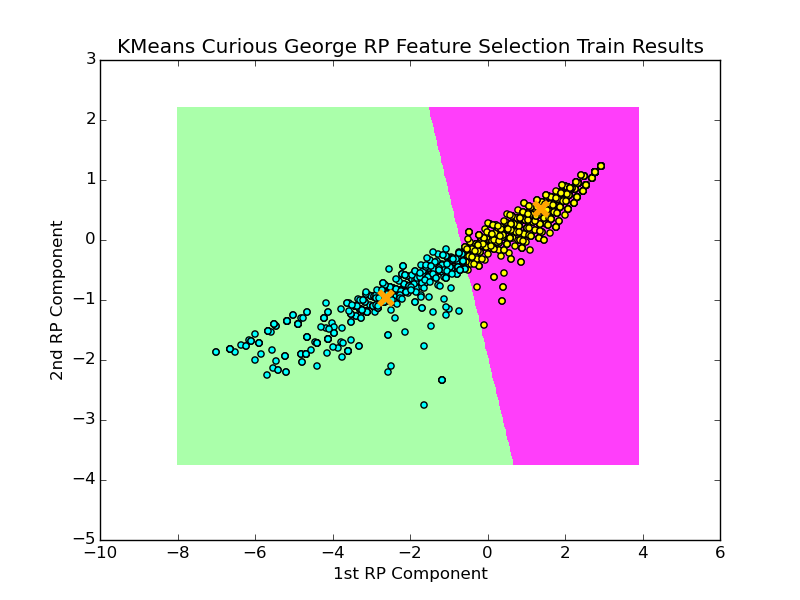 KMeans Curious George RP Feature Selection Train Results
3
2
1
0
−1
−2
−3
−4
−5
2nd RP Component
−10 −8 −6 −4 −2 0 2 4 6
1st RP Component